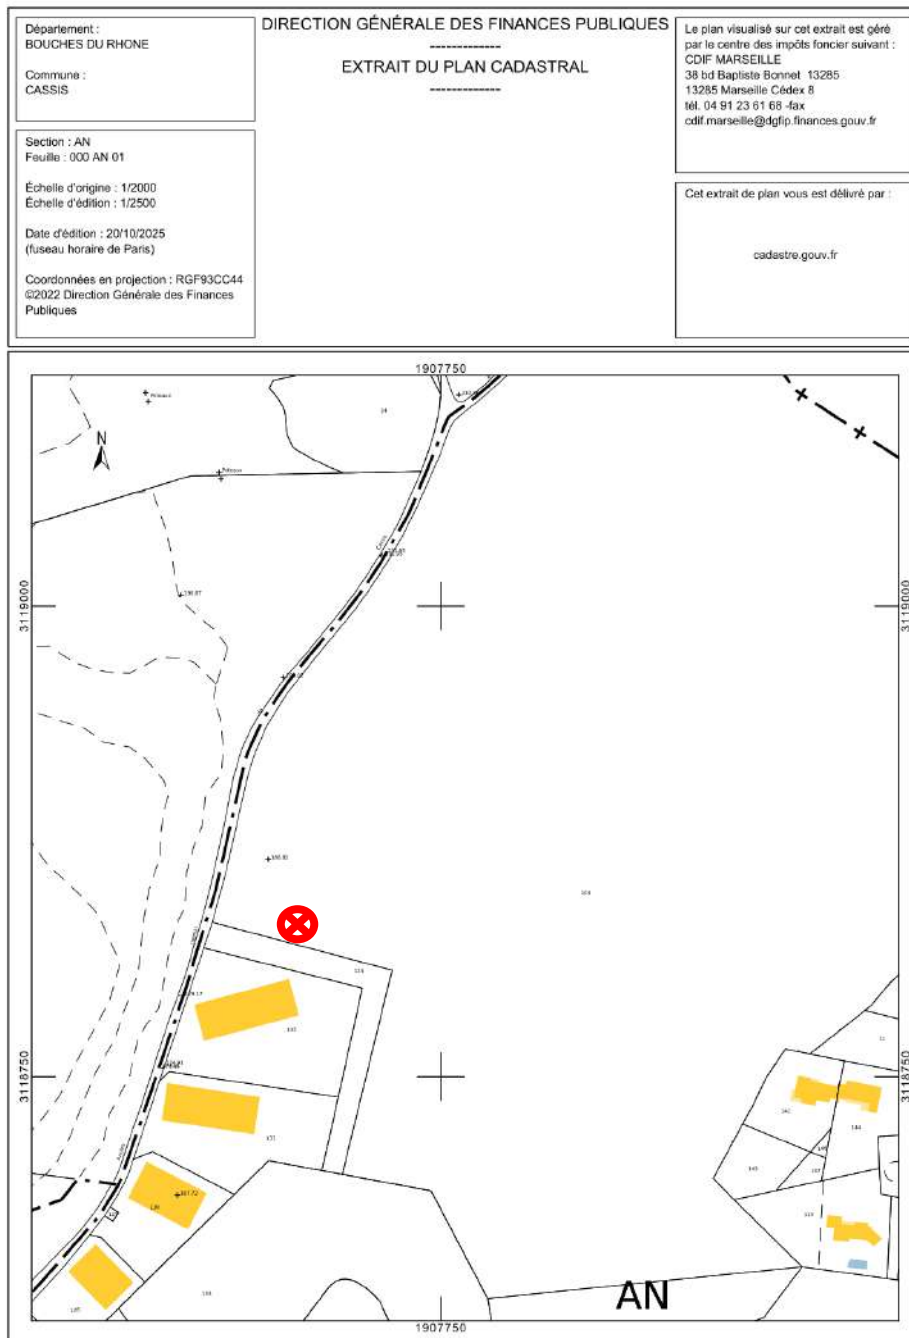 Département :
BOUCHES DU RHONE
Commune :
CASSIS
Section : AN
Feuille : 000 AN 01
Échelle d'origine : 1/2000
Échelle d'édition : 1/2500
Date d'édition : 20/10/2025
(fuseau horaire de Paris)
Coordonnées en projection : RGF93CC44
©2022 Direction Générale des Finances
Publiques
DIRECTION GÉNÉRALE DES FINANCES PUBLIQUES
-------------
EXTRAIT DU PLAN CADASTRAL
-------------
Le plan visualisé sur cet extrait est géré
par le centre des impôts foncier suivant :
CDIF MARSEILLE
38 bd Baptiste Bonnet 13285
13285 Marseille Cédex 8
tél. 04 91 23 61 68 -fax
cdif.marseille@dgfip.finances.gouv.fr
Cet extrait de plan vous est délivré par :
cadastre.gouv.fr
1907750
N
3119000
3119000
3118750
3118750
144
AN
1907750